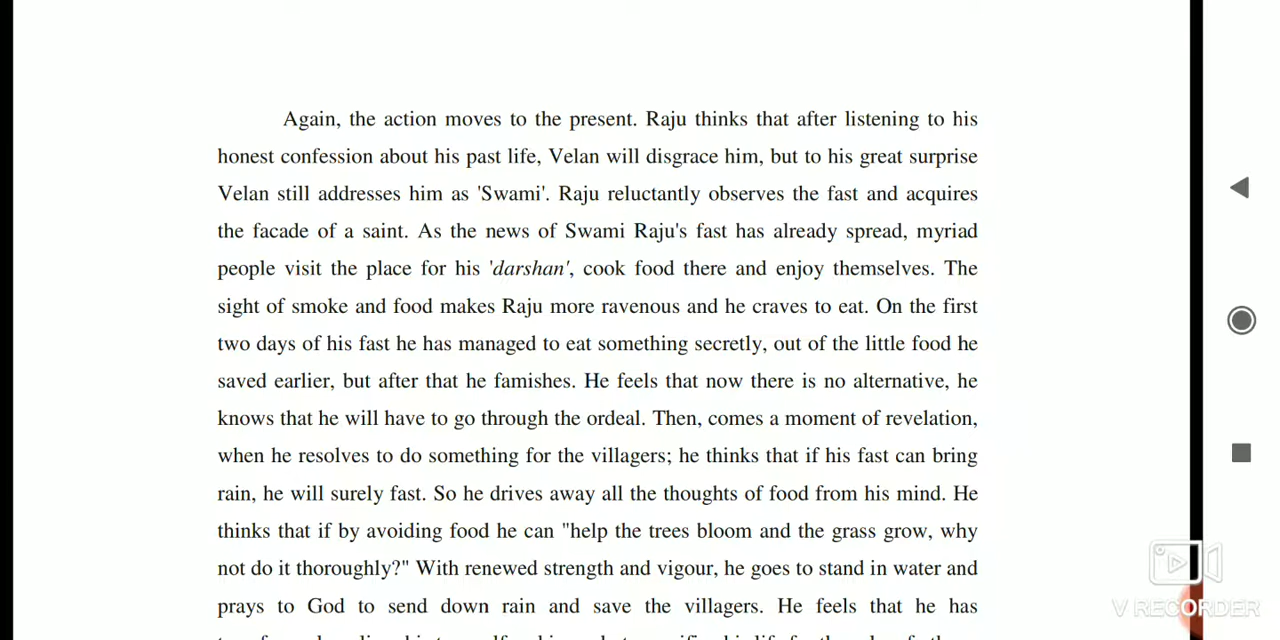 Again, the action moves to the present. Raju thinks that after listening to his
honest confession about his past life, Velan will disgrace him, but to his great surprise
Velan still addresses him as 'Swami'. Raju reluctantly observes the fast and acquires
the facade of a saint. As the news of Swami Raju's fast has already spread, myriad
people visit the place for his 'darshan', cook food there and enjoy themselves. The
sight of smoke and food makes Raju more ravenous and he craves to eat. On the first
two days of his fast he has managed to eat something secretly, out of the little food he
saved earlier, but after that he famishes. He feels that now there is no alternative, he
knows that he will have to go through the ordeal. Then, comes a moment of revelation,
when he resolves to do something for the villagers; he thinks that if his fast can bring
rain, he will surely fast. So he drives away all the thoughts of food from his mind. He
thinks that if by avoiding food he can "help the trees bloom and the grass grow, why
not do it thoroughly?" With renewed strength and vigour, he goes to stand in water and
prays to God to send down rain and save the villagers. He feels that he has
V RECORDER